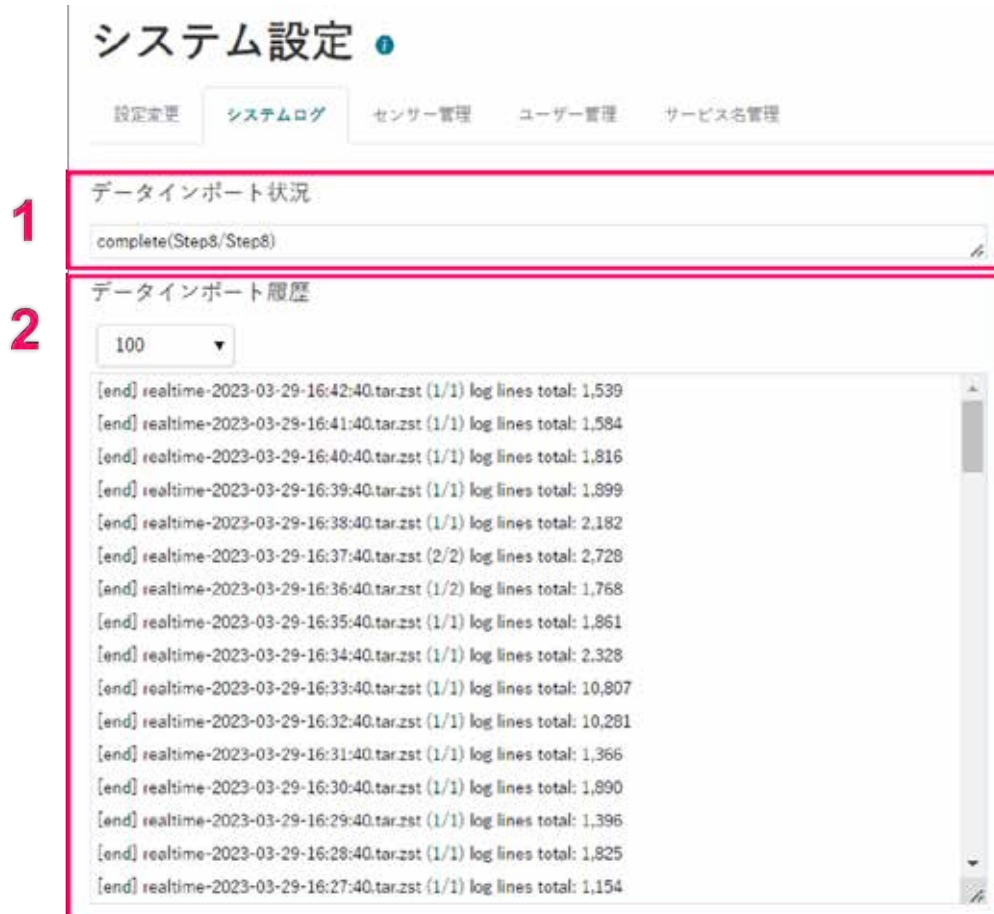 システム設定
設定変更 システムログ センサー管理 ユーザー管理 サービス名管理
1
データインポート状況
complete(Step8/Step8)
2
データインポート履歴
100
[end] realtime-2023-03-29-16:42:40.tar.zst (1/1) log lines total: 1,539
[end] realtime-2023-03-29-16:41:40.tar.zst (1/1) log lines total: 1,584
[end] realtime-2023-03-29-16:40:40.tar.zst (1/1) log lines total: 1,816
[end] realtime-2023-03-29-16:39:40.tar.zst (1/1) log lines total: 1,899
[end] realtime-2023-03-29-16:38:40.tar.zst (1/1) log lines total: 2,182
[end] realtime-2023-03-29-16:37:40.tar.zst (2/2) log lines total: 2,728
[end] realtime-2023-03-29-16:36:40.tar.zst (1/2) log lines total: 1,768
[end] realtime-2023-03-29-16:35:40.tar.zst (1/1) log lines total: 1,861
[end] realtime-2023-03-29-16:34:40.tar.zst (1/1) log lines total: 2,328
[end] realtime-2023-03-29-16:33:40.tar.zst (1/1) log lines total: 10,807
[end] realtime-2023-03-29-16:32:40.tar.zst (1/1) log lines total: 10,281
[end] realtime-2023-03-29-16:31:40.tar.zst (1/1) log lines total: 1,366
[end] realtime-2023-03-29-16:30:40.tar.zst (1/1) log lines total: 1,890
[end] realtime-2023-03-29-16:29:40.tar.zst (1/1) log lines total: 1,396
[end] realtime-2023-03-29-16:28:40.tar.zst (1/1) log lines total: 1,825
[end] realtime-2023-03-29-16:27:40.tar.zst (1/1) log lines total: 1,154